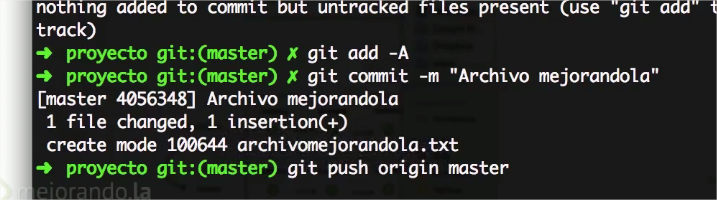 nothing added to commit but untracked files present (use "git add" t
track)
➜ proyecto git:(master) ✗ git add -A
➜ proyecto git:(master) ✗ git commit -m "Archivo mejorandola"
[master 4056348] Archivo mejorandola
1 file changed, 1 insertion(+)
create mode 100644 archivomejorandola.txt
➜ proyecto git:(master) git push origin master
mejorando.la